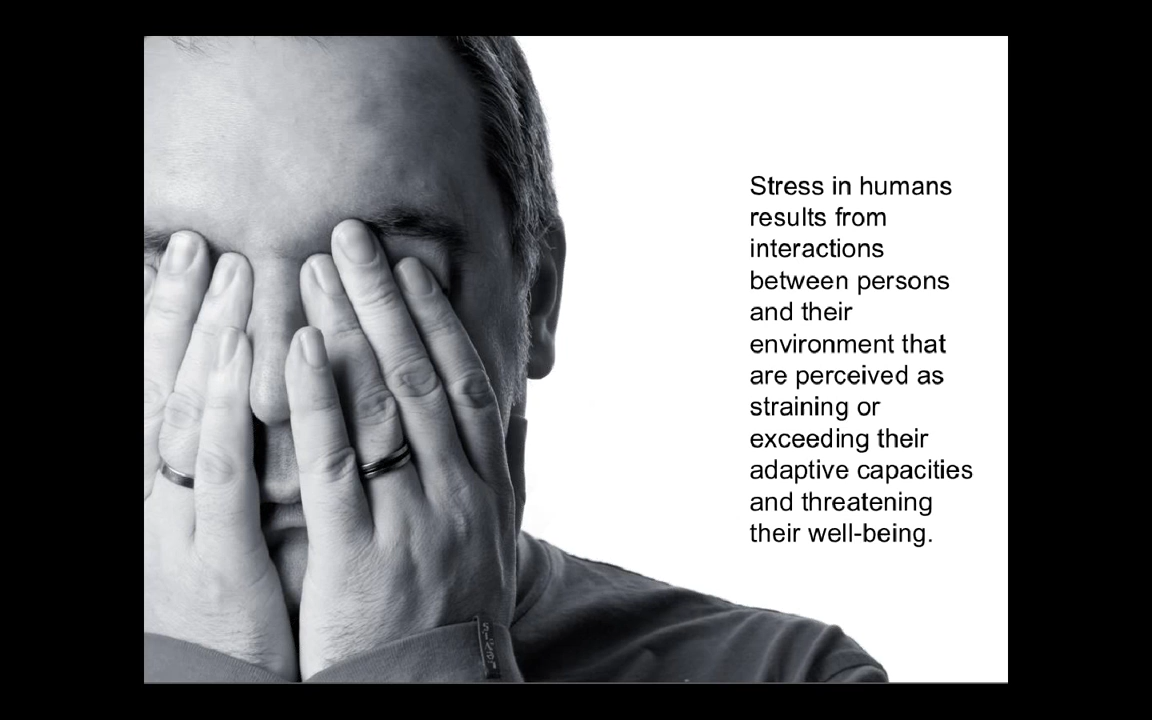 Stress in humans
results from
interactions
between persons
and their
environment that
are perceived as
straining or
exceeding their
adaptive capacities
and threatening
their well-being.